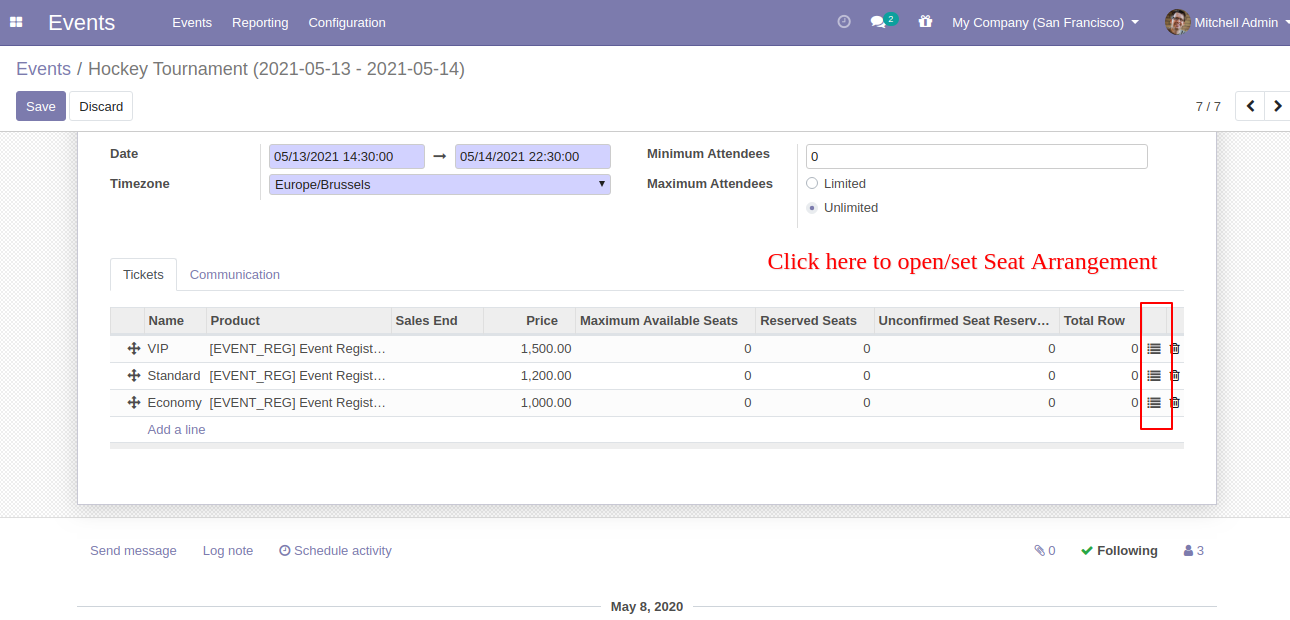 Events Events Reporting Configuration 2 My Company (San Francisco) Mitchell Admin
Events / Hockey Tournament (2021-05-13 - 2021-05-14)
Save Discard 7 / 7
Date 05/13/2021 14:30:00 05/14/2021 22:30:00 Minimum Attendees 0
Timezone Europe/Brussels Maximum Attendees Limited
Unlimited
Click here to open/set Seat Arrangement
Tickets Communication
Name Product Sales End Price Maximum Available Seats Reserved Seats Unconfirmed Seat Reserv… Total Row
VIP [EVENT_REG] Event Regist… 1,500.00 0 0 0 0
Standard [EVENT_REG] Event Regist… 1,200.00 0 0 0 0
Economy [EVENT_REG] Event Regist… 1,000.00 0 0 0 0
Add a line
Send message Log note Schedule activity 0 Following 3
May 8, 2020